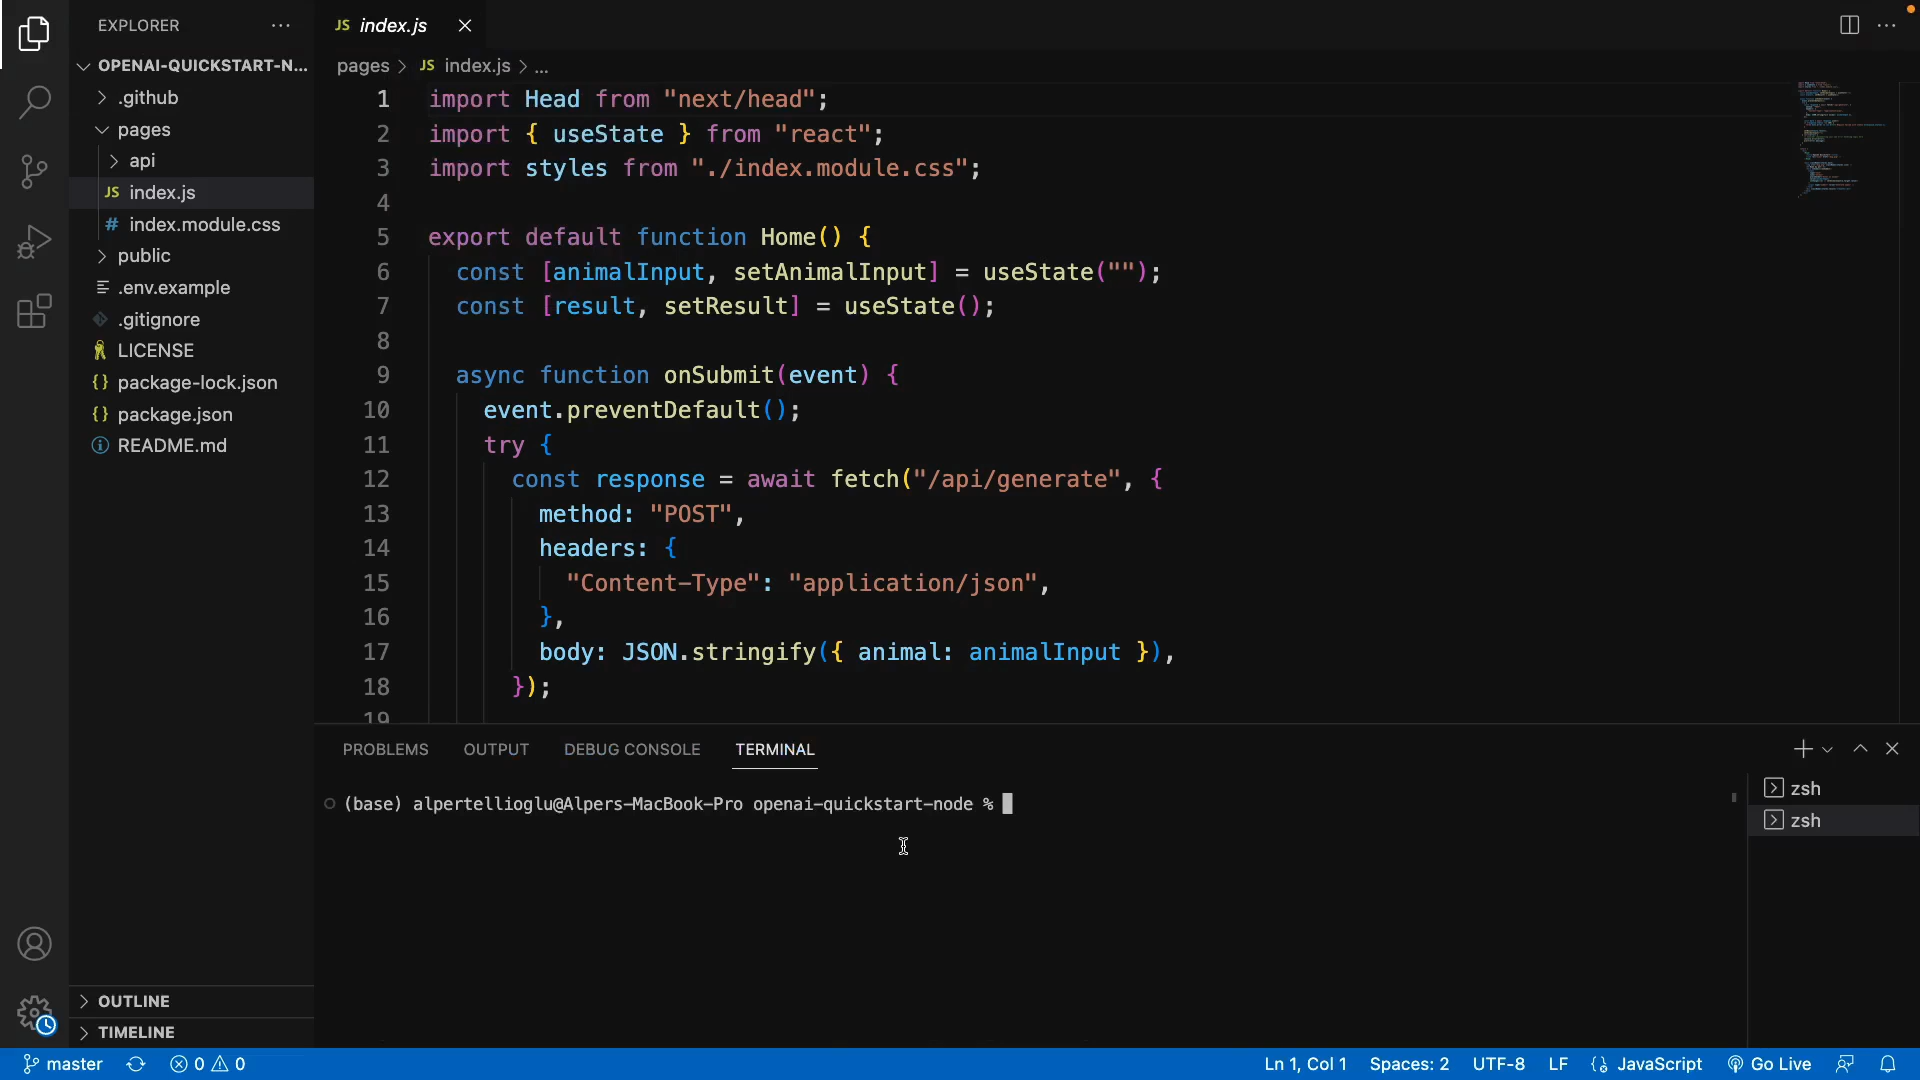 EXPLORER
OPENAI-QUICKSTART-N...
.github
pages
api
JS index.js
# index.module.css
public
.env.example
.gitignore
LICENSE
{} package-lock.json
{} package.json
README.md
OUTLINE
TIMELINE
JS index.js
pages > JS index.js > ...
1 import Head from "next/head";
2 import { useState } from "react";
3 import styles from "./index.module.css";
4
5 export default function Home() {
6 const [animalInput, setAnimalInput] = useState("");
7 const [result, setResult] = useState();
8
9 async function onSubmit(event) {
10 event.preventDefault();
11 try {
12 const response = await fetch("/api/generate", {
13 method: "POST",
14 headers: {
15 "Content-Type": "application/json",
16 },
17 body: JSON.stringify({ animal: animalInput }),
18 });
19
PROBLEMS OUTPUT DEBUG CONSOLE TERMINAL
(base) alpertellioglu@Alpers-MacBook-Pro openai-quickstart-node %
zsh
zsh
master 0 0 Ln 1, Col 1 Spaces: 2 UTF-8 LF {} JavaScript Go Live